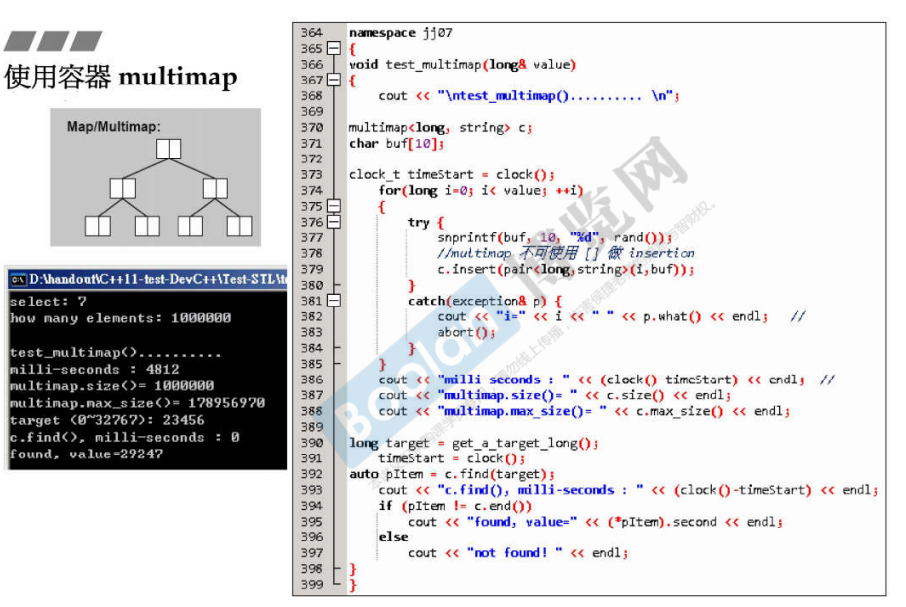 使用容器 multimap
Map/Multimap:
D:\handout\C++11-test-DevC++\Test-STL\t
select: 7
how many elements: 1000000
test_multimap()..........
milli-seconds : 4812
multimap.size()= 1000000
multimap.max_size()= 178956970
target (0~32767): 23456
c.find(), milli-seconds : 0
found, value=29247
364 namespace jj07
365 {
366 void test_multimap(long& value)
367 {
368 cout << "\ntest_multimap().......... \n";
369
370 multimap<long, string> c;
371 char buf[10];
372
373 clock_t timeStart = clock();
374 for(long i=0; i< value; ++i)
375 {
376 try {
377 snprintf(buf, 10, "%d", rand());
378 //multimap 不可使用 [] 做 insertion
379 c.insert(pair<long,string>(i,buf));
380 }
381 catch(exception& p) {
382 cout << "i=" << i << " " << p.what() << endl; //
383 abort();
384 }
385 }
386 cout << "milli-seconds : " << (clock()-timeStart) << endl; //
387 cout << "multimap.size()= " << c.size() << endl;
388 cout << "multimap.max_size()= " << c.max_size() << endl;
389
390 long target = get_a_target_long();
391 timeStart = clock();
392 auto pItem = c.find(target);
393 cout << "c.find(), milli-seconds : " << (clock()-timeStart) << endl;
394 if (pItem != c.end())
395 cout << "found, value=" << (*pItem).second << endl;
396 else
397 cout << "not found! " << endl;
398 }
399 }
Boolan 博览网